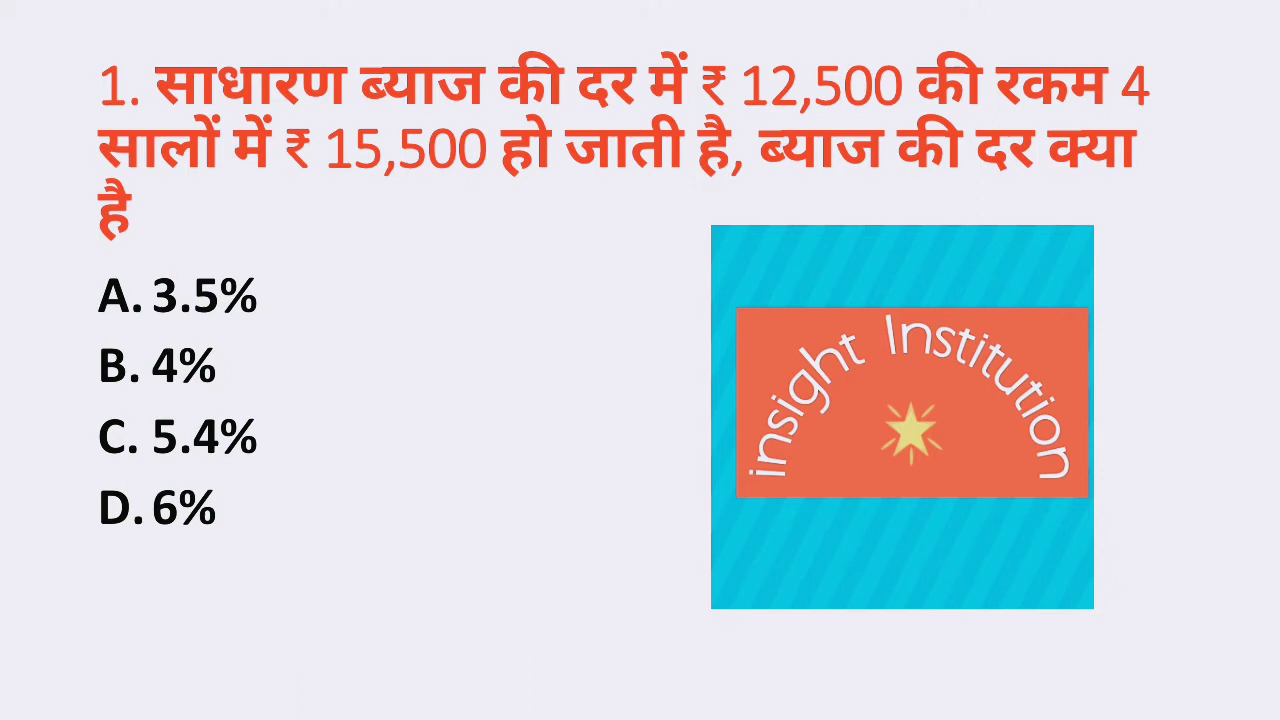 1. साधारण ब्याज की दर में ₹ 12,500 की रकम 4
सालों में ₹ 15,500 हो जाती है, ब्याज की दर क्या
है
A. 3.5%
B. 4%
C. 5.4%
D. 6%
insight Institution